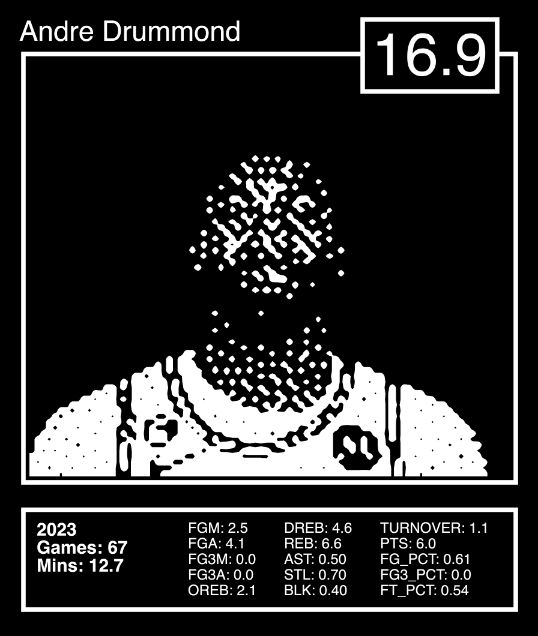 Andre Drummond
16.9
2023
Games: 67
Mins: 12.7
FGM: 2.5
FGA: 4.1
FG3M: 0.0
FG3A: 0.0
OREB: 2.1
DREB: 4.6
REB: 6.6
AST: 0.50
STL: 0.70
BLK: 0.40
TURNOVER: 1.1
PTS: 6.0
FG_PCT: 0.61
FG3_PCT: 0.0
FT_PCT: 0.54